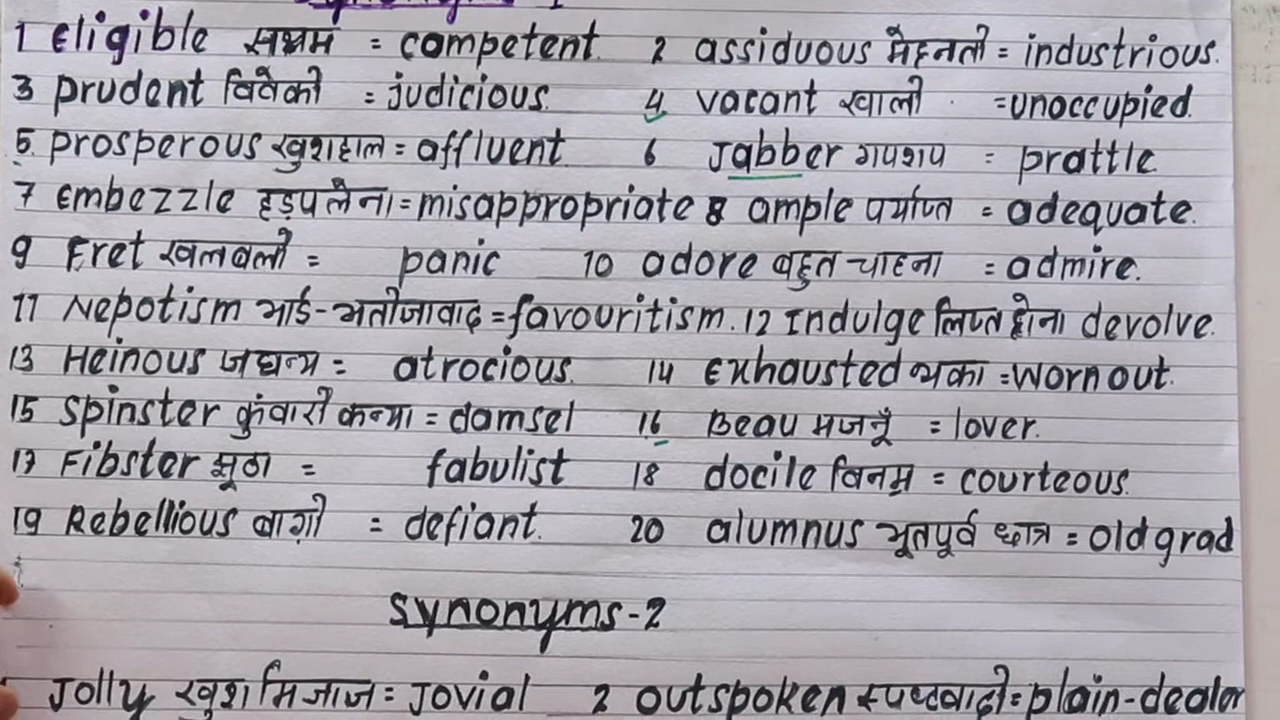 Synonyms-1
1 Eligible सक्षम = competent. 2 assiduous मेहनती = industrious.
3 Prudent विवेकी = judicious. 4 vacant खाली = unoccupied.
5. Prosperous खुशहाल = affluent. 6 Jabber गपशप = prattle.
7 Embezzle हड़प लेना = misappropriate 8 ample पर्याप्त = adequate.
9 Fret खलबली = panic 10 adore बहुत चाहना = admire.
11 Nepotism भाई-भतीजावाद = favouritism. 12 Indulge लिप्त होना devolve.
13 Heinous जघन्य = atrocious. 14 Exhausted थका = worn out.
15 Spinster कुंवारी कन्या = damsel 16 Beau मजनूँ = lover.
17 Fibster झूठा = fabulist 18 docile विनम्र = courteous.
19 Rebellious बाग़ी = defiant. 20 alumnus भूतपूर्व छात्र = old grad
Synonyms-2
Jolly खुशमिजाज = Jovial 2 outspoken स्पष्टवादी = plain-dealer